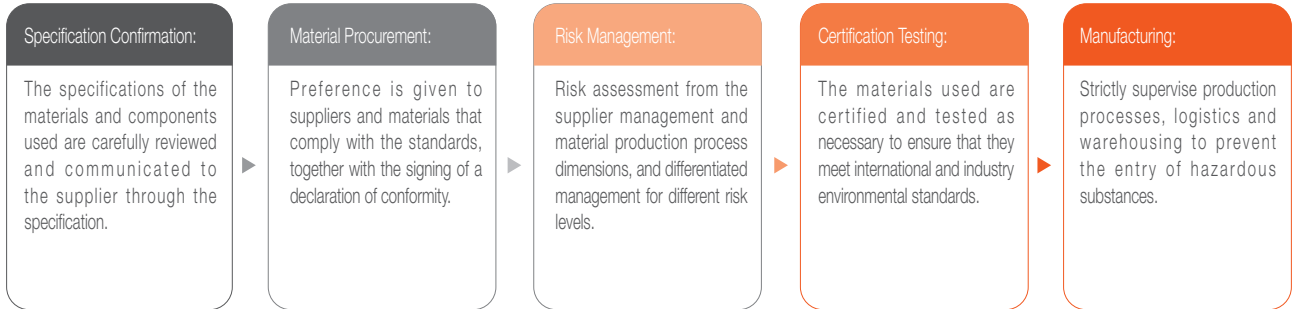 Specification Confirmation:
The specifications of the
materials and components
used are carefully reviewed
and communicated to
the supplier through the
specification.
Material Procurement:
Preference is given to
suppliers and materials that
comply with the standards,
together with the signing of a
declaration of conformity.
Risk Management:
Risk assessment from the
supplier management and
material production process
dimensions, and differentiated
management for different risk
levels.
Certification Testing:
The materials used are
certified and tested as
necessary to ensure that they
meet international and industry
environmental standards.
Manufacturing:
Strictly supervise production
processes, logistics and
warehousing to prevent
the entry of hazardous
substances.